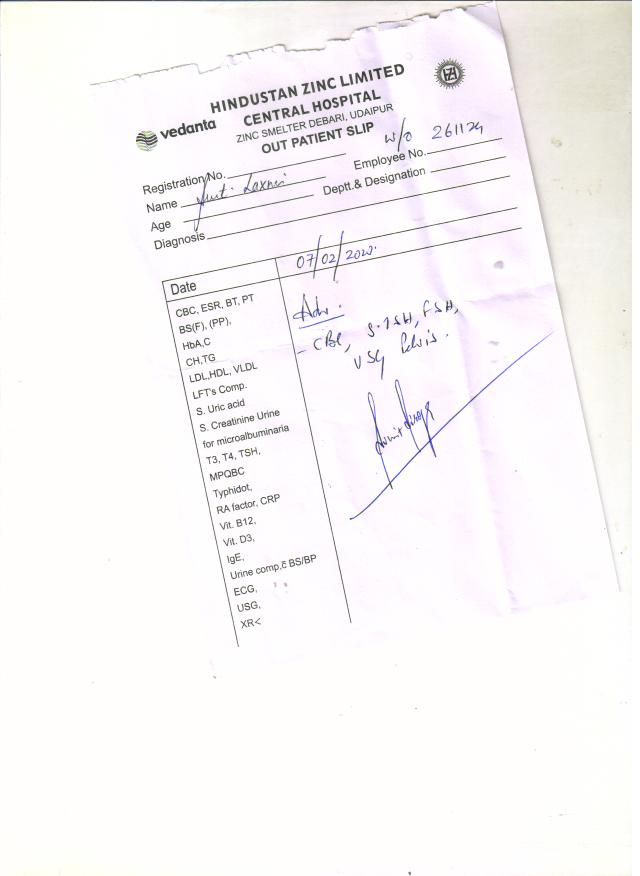 HINDUSTAN ZINC LIMITED
vedanta CENTRAL HOSPITAL
ZINC SMELTER DEBARI, UDAIPUR
OUT PATIENT SLIP
W/o 261124
Registration No. Employee No.
Name Smt. Laxmi Deptt.& Designation
Age
Diagnosis
Date 07/02/2020.
CBC, ESR, BT, PT
BS(F), (PP),
HbA,C
CH,TG
LDL,HDL, VLDL
LFT's Comp.
S. Uric acid
S. Creatinine Urine
for microalbuminaria
T3, T4, TSH,
MPQBC
Typhidot,
RA factor, CRP
Vit. B12,
Vit. D3,
IgE,
Urine comp,c̄ BS/BP
ECG,
USG,
XR<
Adv.
- CBC, S.TSH, FSH,
USG Pelvis.